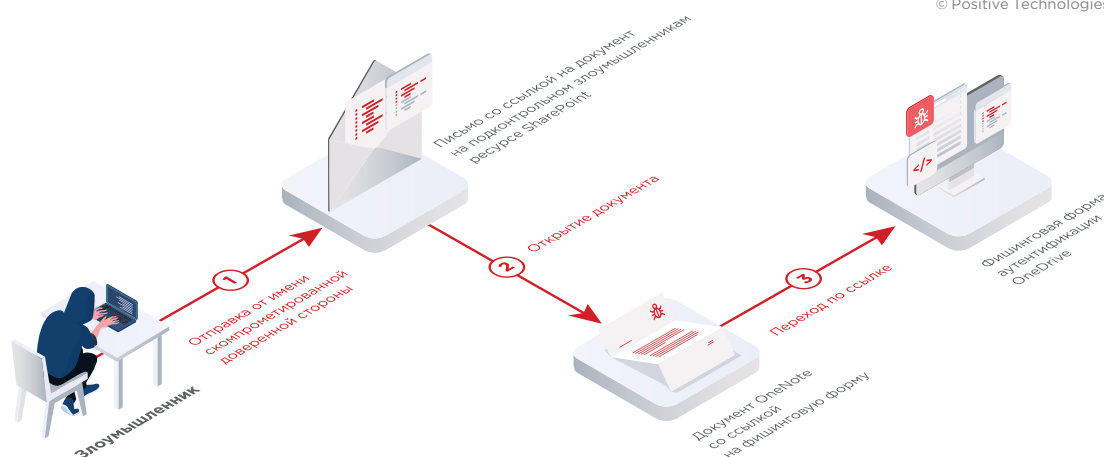 © Positive Technologies
Письмо со ссылкой на документ
на подконтрольном злоумышленникам
ресурсе SharePoint
1
Отправка от имени
скомпрометированной
доверенной стороны
Злоумышленник
2
Открытие документа
Документ OneNote
со ссылкой
на фишинговую форму
3
Переход по ссылке
</>
Фишинговая форма
аутентификации
OneDrive